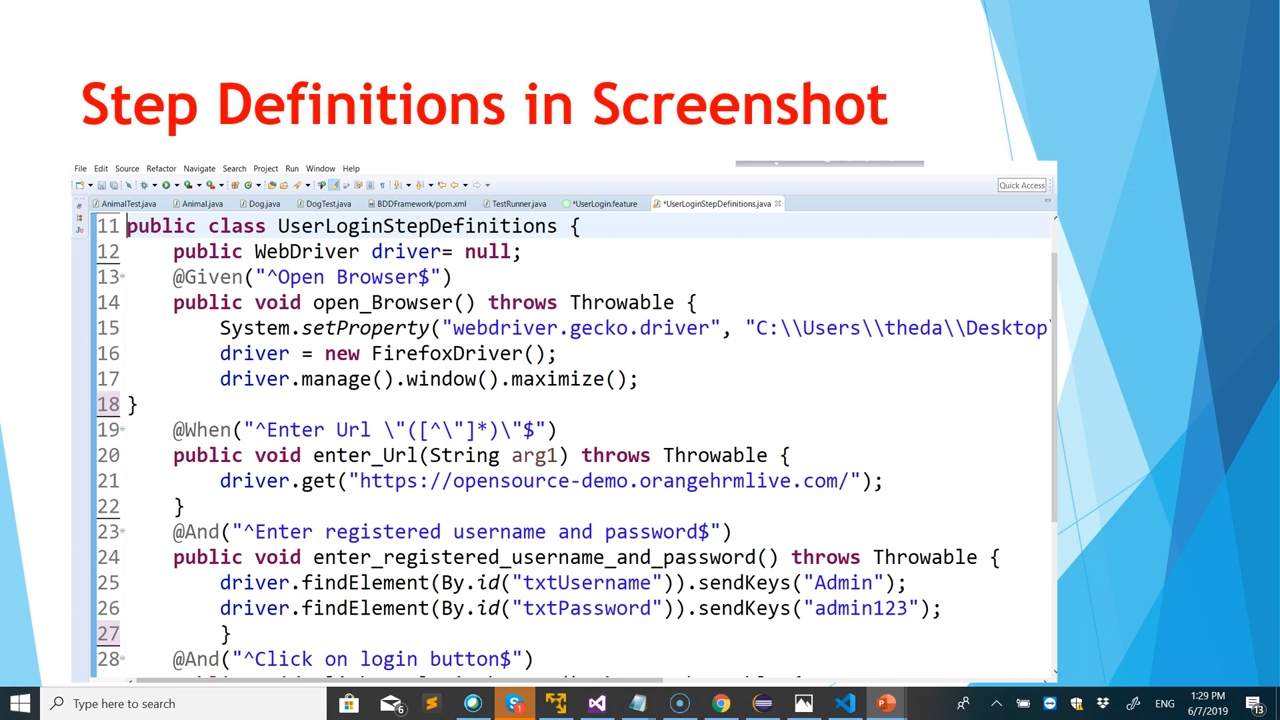 Step Definitions in Screenshot
File Edit Source Refactor Navigate Search Project Run Window Help
Quick Access
AnimalTest.java Animal.java Dog.java DogTest.java BDDFramework/pom.xml TestRunner.java *UserLogin.feature *UserLoginStepDefinitions.java
11 public class UserLoginStepDefinitions {
12 public WebDriver driver= null;
13 @Given("^Open Browser$")
14 public void open_Browser() throws Throwable {
15 System.setProperty("webdriver.gecko.driver", "C:\\Users\\theda\\Desktop\
16 driver = new FirefoxDriver();
17 driver.manage().window().maximize();
18 }
19 @When("^Enter Url \"([^\"]*)\"$")
20 public void enter_Url(String arg1) throws Throwable {
21 driver.get("https://opensource-demo.orangehrmlive.com/");
22 }
23 @And("^Enter registered username and password$")
24 public void enter_registered_username_and_password() throws Throwable {
25 driver.findElement(By.id("txtUsername")).sendKeys("Admin");
26 driver.findElement(By.id("txtPassword")).sendKeys("admin123");
27 }
28 @And("^Click on login button$")
Type here to search
6
1
ENG
1:29 PM
6/7/2019
13